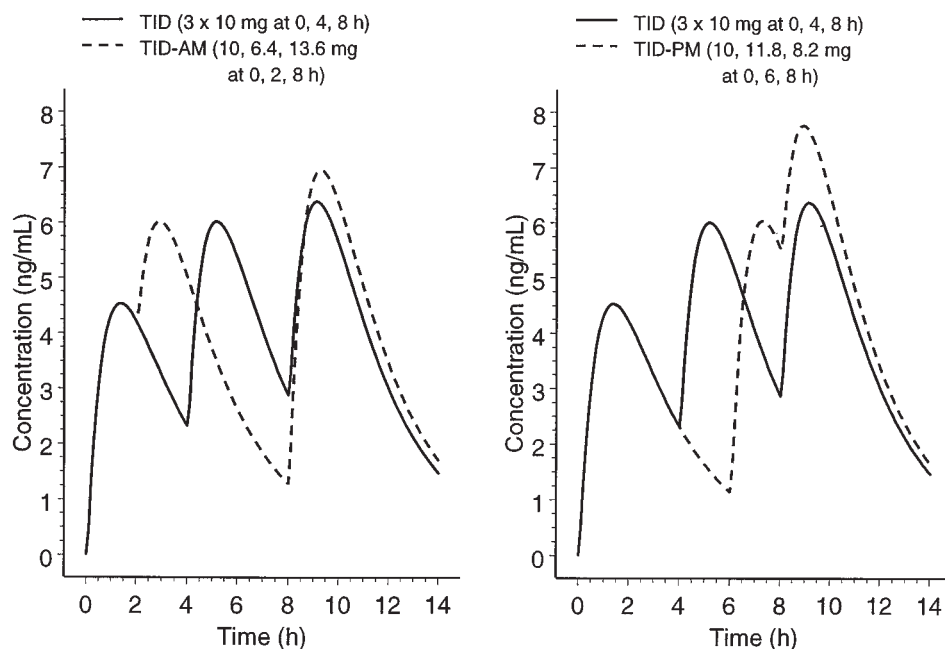 TID (3 x 10 mg at 0, 4, 8 h)
TID-AM (10, 6.4, 13.6 mg
at 0, 2, 8 h)
8
7
6
5
4
3
2
1
0
Concentration (ng/mL)
0 2 4 6 8 10 12 14
Time (h)
TID (3 x 10 mg at 0, 4, 8 h)
TID-PM (10, 11.8, 8.2 mg
at 0, 6, 8 h)
8
7
6
5
4
3
2
1
0
Concentration (ng/mL)
0 2 4 6 8 10 12 14
Time (h)